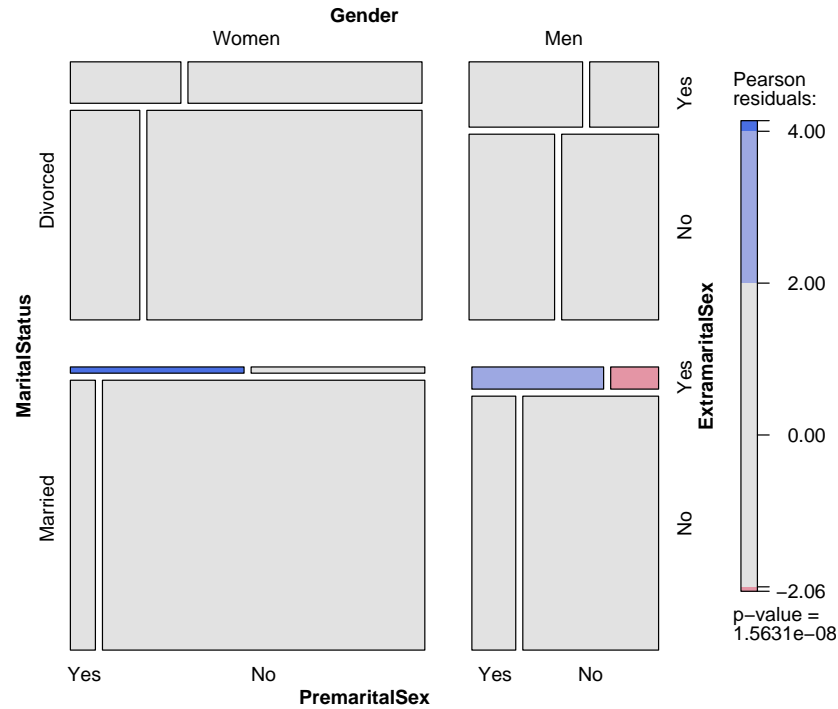 Gender
Women
Men
MaritalStatus
Divorced
Married
Yes
No
Yes
No
ExtramaritalSex
Yes
No
Yes
No
PremaritalSex
Pearson
residuals:
4.00
2.00
0.00
−2.06
p−value =
1.5631e−08